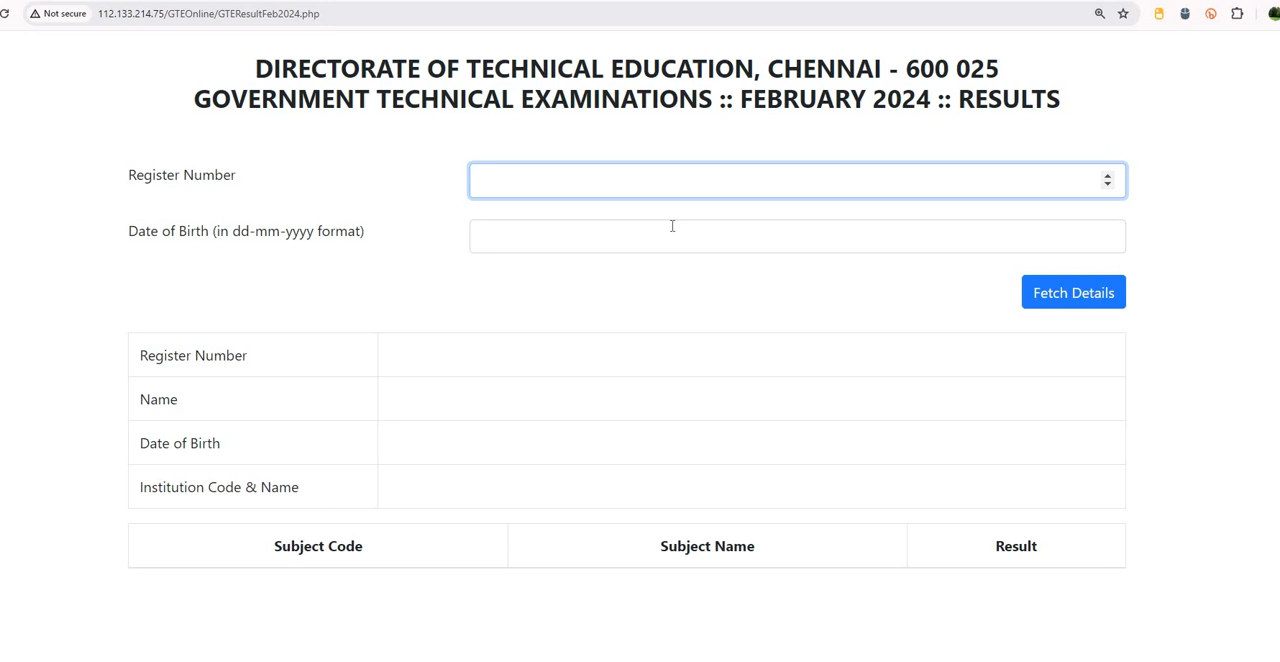 Not secure 112.133.214.75/GTEOnline/GTEResultFeb2024.php
DIRECTORATE OF TECHNICAL EDUCATION, CHENNAI - 600 025
GOVERNMENT TECHNICAL EXAMINATIONS :: FEBRUARY 2024 :: RESULTS
Register Number
Date of Birth (in dd-mm-yyyy format)
Fetch Details
Register Number
Name
Date of Birth
Institution Code & Name
Subject Code Subject Name Result